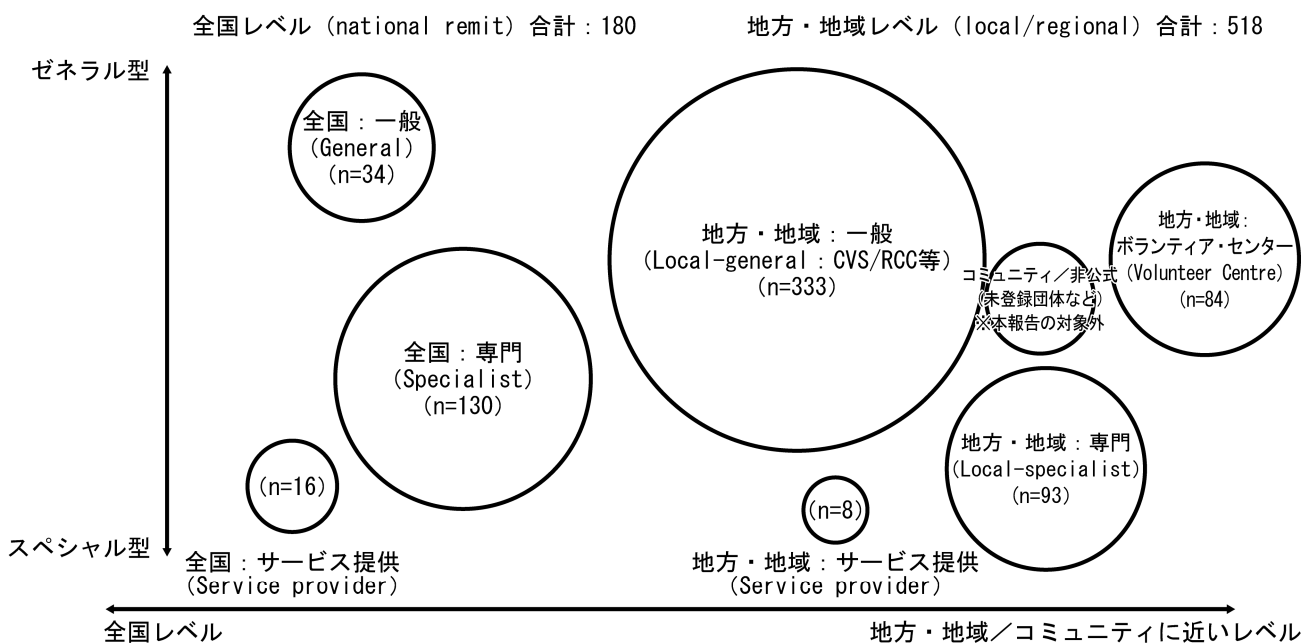 全国レベル（national remit）合計：180
地方・地域レベル（local/regional）合計：518
ゼネラル型
全国：一般
(General)
(n=34)
地方・地域：一般
(Local-general：CVS/RCC等)
(n=333)
地方・地域：
ボランティア・センター
(Volunteer Centre)
(n=84)
コミュニティ／非公式
(未登録団体など)
※本報告の対象外
全国：専門
(Specialist)
(n=130)
地方・地域：専門
(Local-specialist)
(n=93)
(n=16)
(n=8)
スペシャル型
全国：サービス提供
(Service provider)
地方・地域：サービス提供
(Service provider)
全国レベル
地方・地域／コミュニティに近いレベル